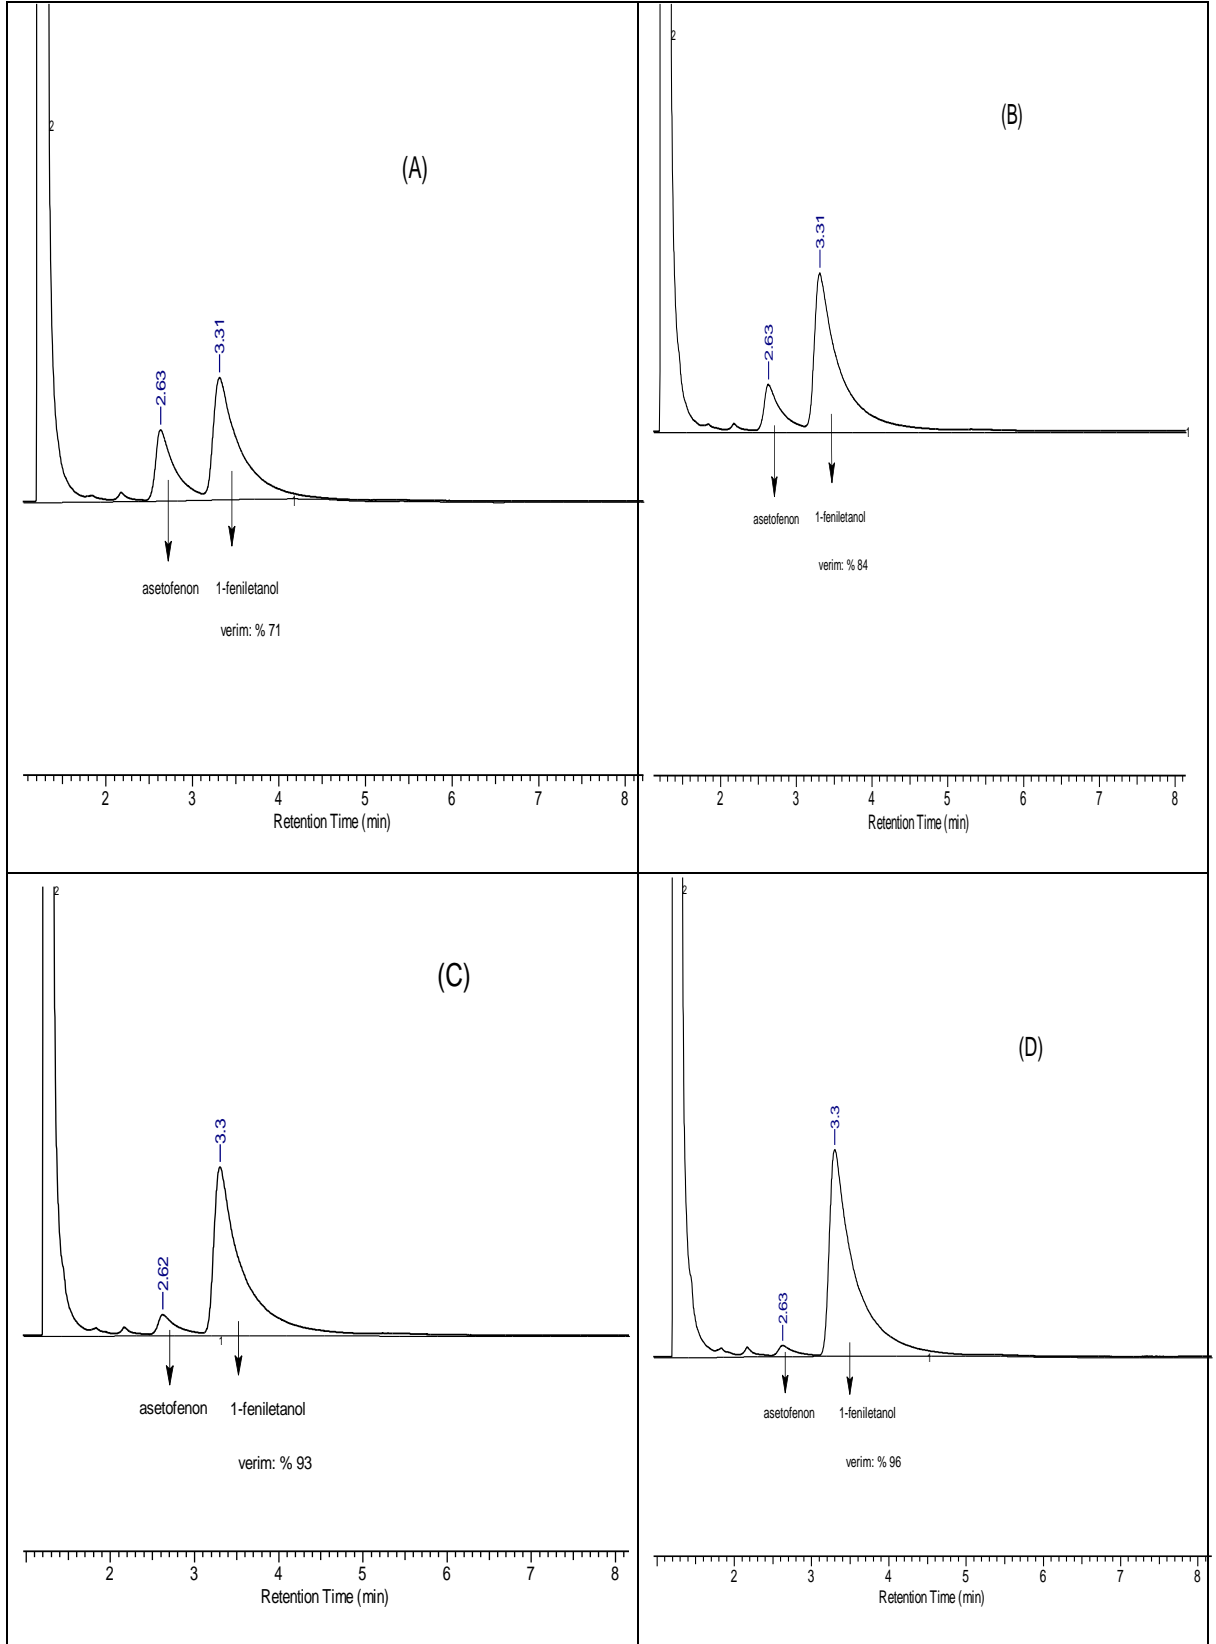 2
(A)
—2.63
—3.31
asetofenon 1-feniletanol
verim: % 71
2 3 4 5 6 7 8
Retention Time (min)
2
(B)
—2.63
—3.31
1
asetofenon 1-feniletanol
verim: % 84
2 3 4 5 6 7 8
Retention Time (min)
2
(C)
—2.62
—3.3
1
asetofenon 1-feniletanol
verim: % 93
2 3 4 5 6 7 8
Retention Time (min)
2
(D)
—2.63
—3.3
1
asetofenon 1-feniletanol
verim: % 96
2 3 4 5 6 7 8
Retention Time (min)